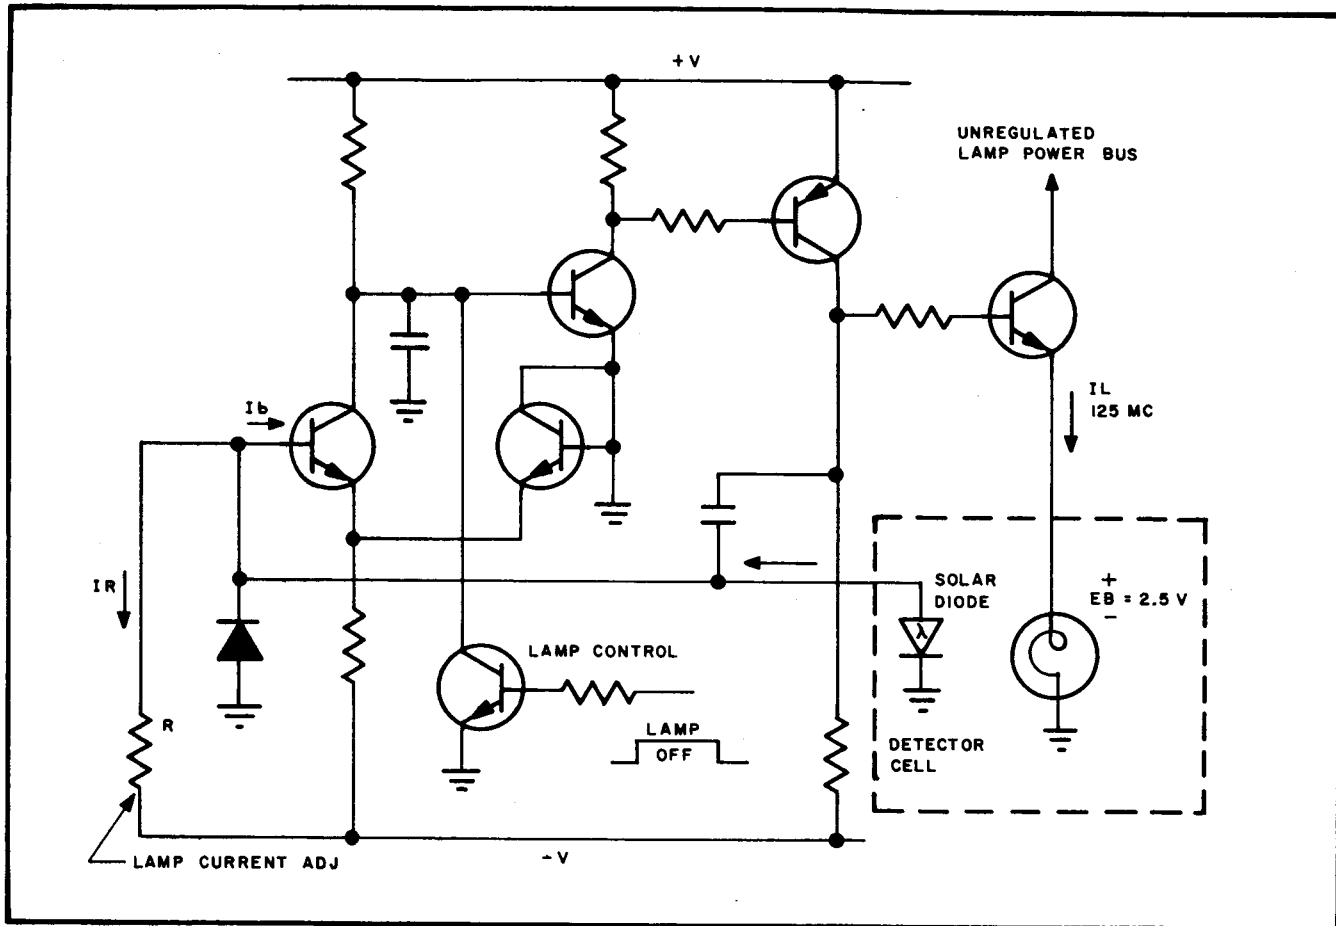 +V
UNREGULATED
LAMP POWER BUS
Ib
IL
125 MC
IR
SOLAR
DIODE
+
EB = 2.5 V
-
λ
LAMP CONTROL
R
LAMP
OFF
DETECTOR
CELL
-V
LAMP CURRENT ADJ